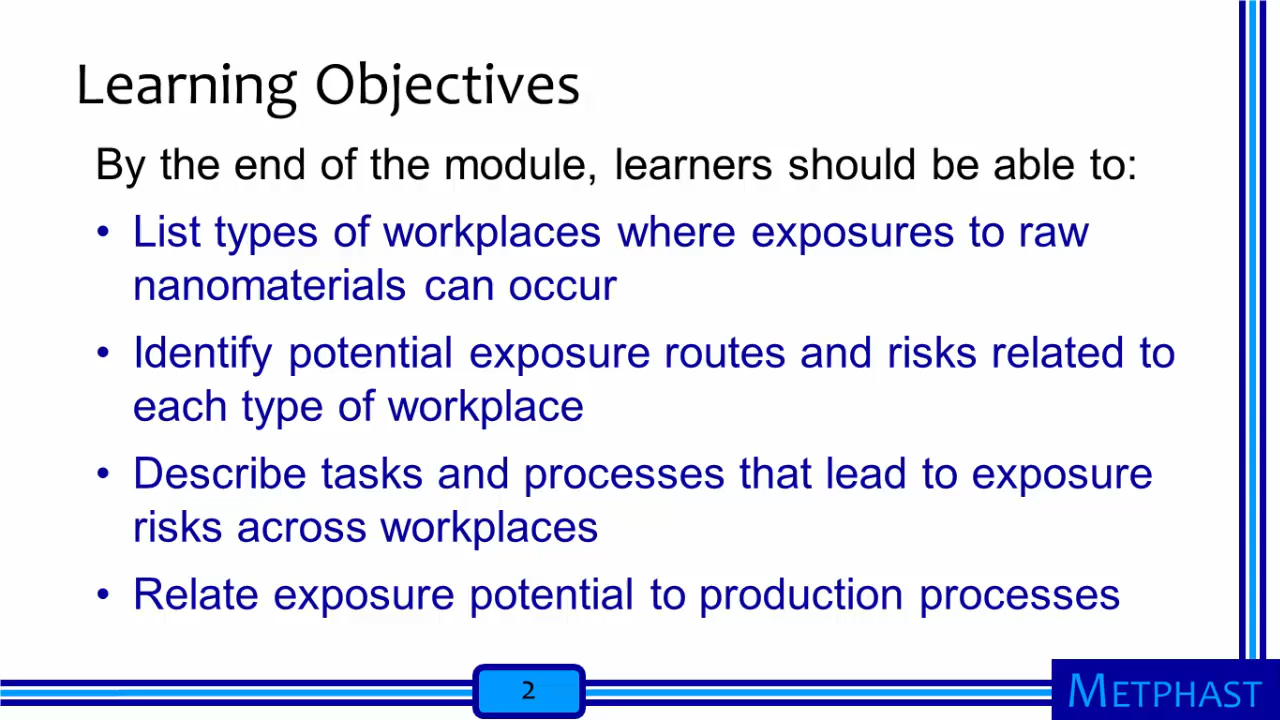 Learning Objectives
By the end of the module, learners should be able to:
• List types of workplaces where exposures to raw
nanomaterials can occur
• Identify potential exposure routes and risks related to
each type of workplace
• Describe tasks and processes that lead to exposure
risks across workplaces
• Relate exposure potential to production processes
2
METPHAST